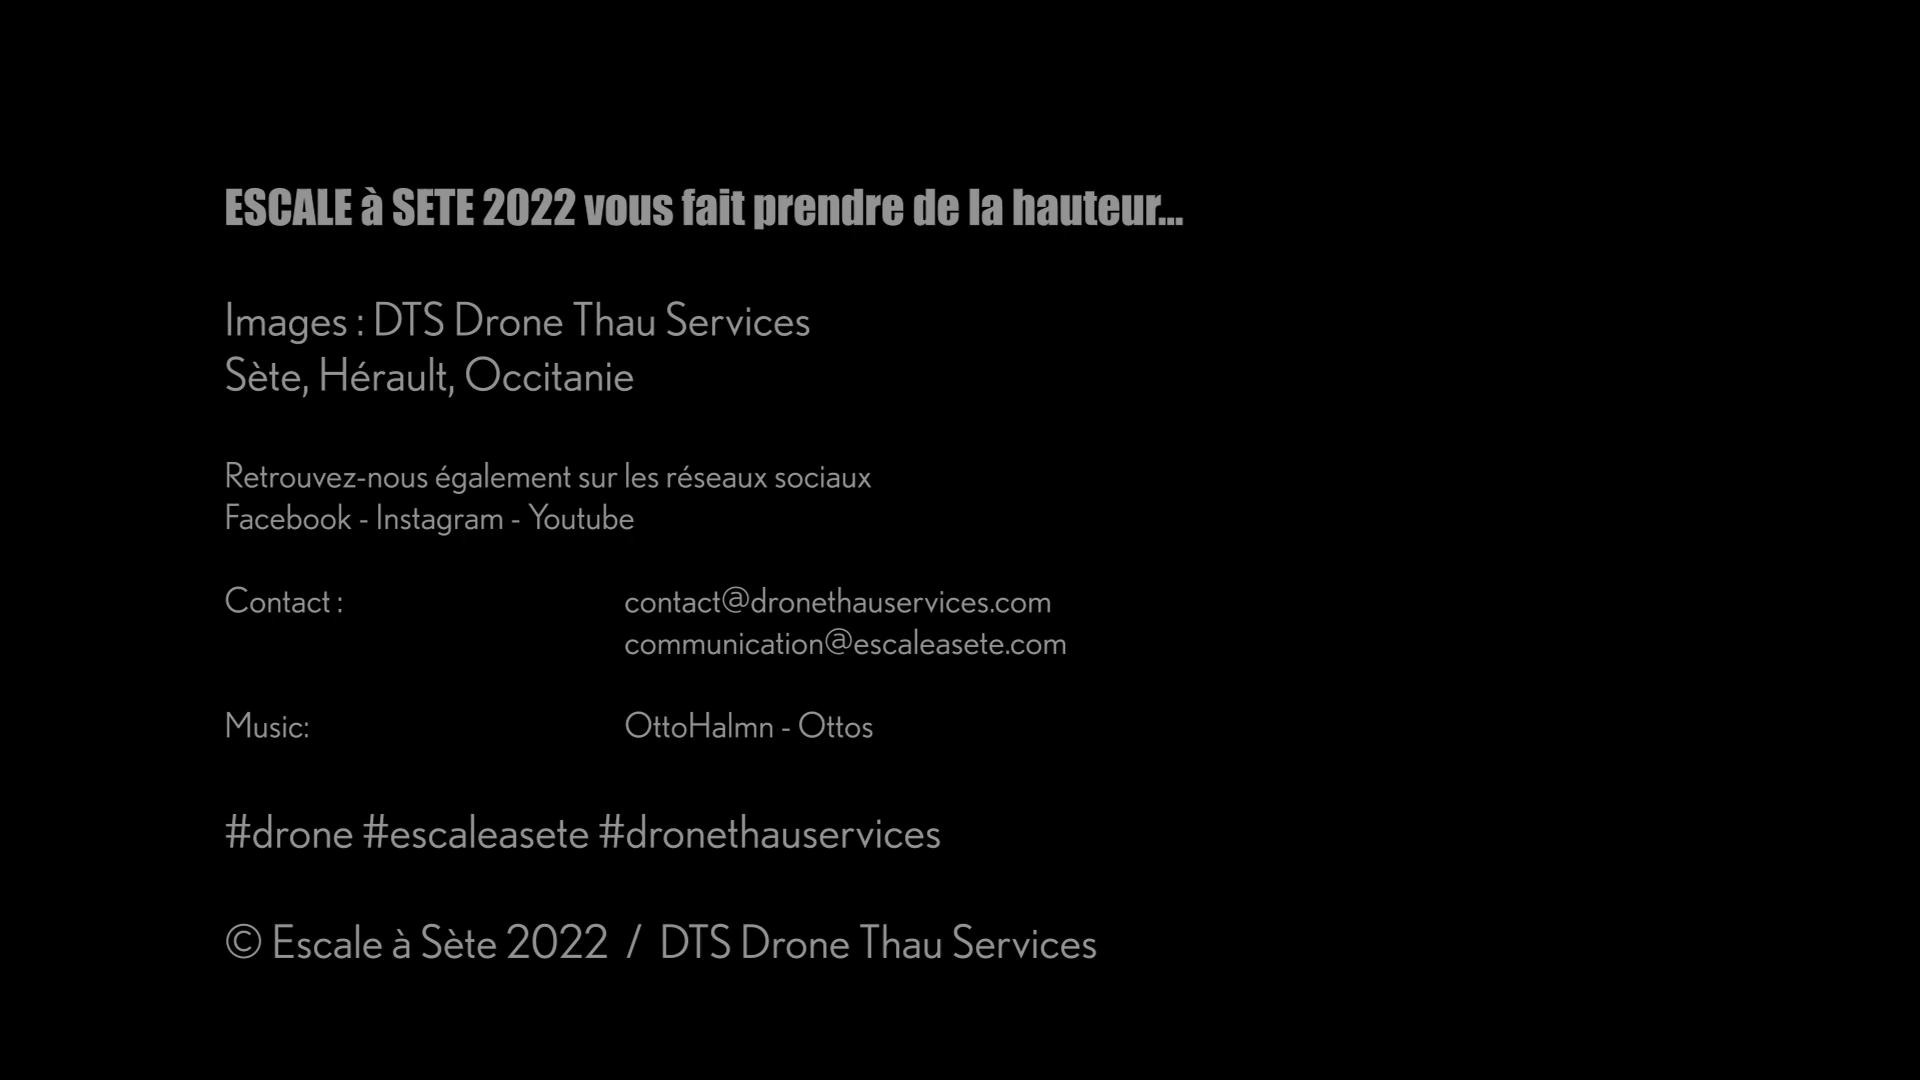 ESCALE à SETE 2022 vous fait prendre de la hauteur...
Images : DTS Drone Thau Services
Sète, Hérault, Occitanie
Retrouvez-nous également sur les réseaux sociaux
Facebook - Instagram - Youtube
Contact : contact@dronethauservices.com
communication@escaleasete.com
Music: OttoHalmn - Ottos
#drone #escaleasete #dronethauservices
© Escale à Sète 2022 / DTS Drone Thau Services